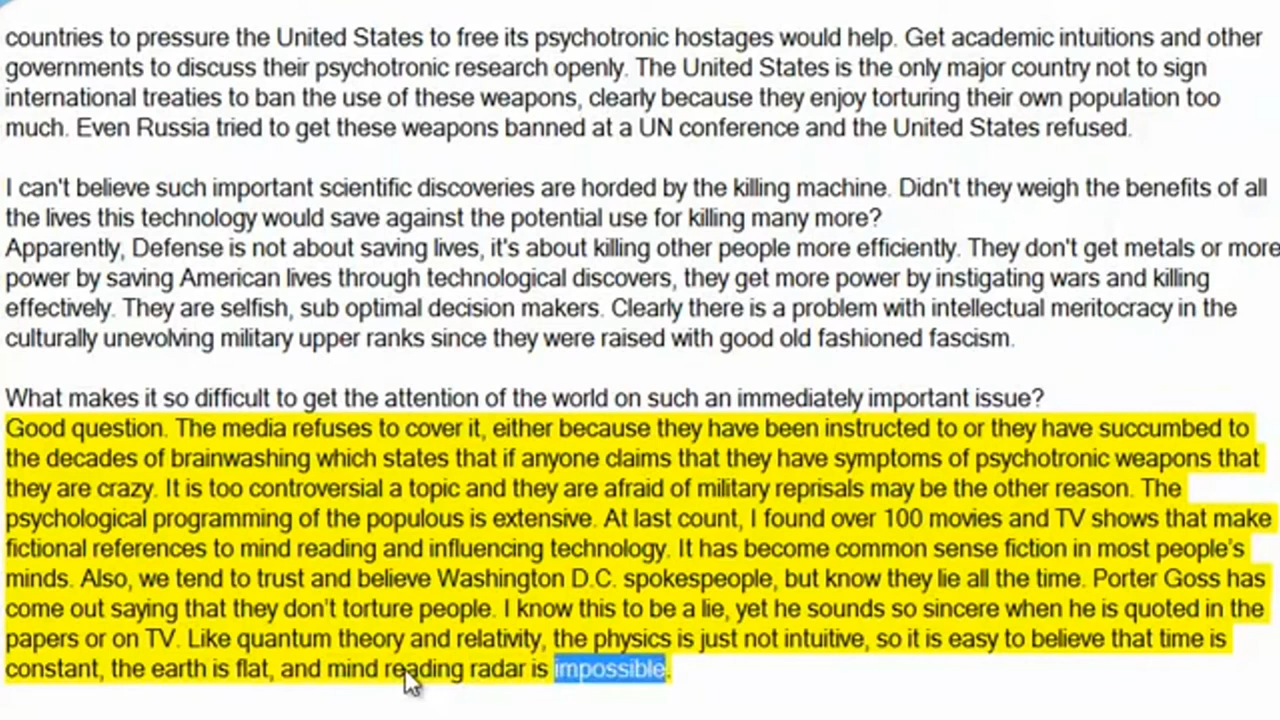 countries to pressure the United States to free its psychotronic hostages would help. Get academic intuitions and other
governments to discuss their psychotronic research openly. The United States is the only major country not to sign
international treaties to ban the use of these weapons, clearly because they enjoy torturing their own population too
much. Even Russia tried to get these weapons banned at a UN conference and the United States refused.
I can't believe such important scientific discoveries are horded by the killing machine. Didn't they weigh the benefits of all
the lives this technology would save against the potential use for killing many more?
Apparently, Defense is not about saving lives, it's about killing other people more efficiently. They don't get metals or more
power by saving American lives through technological discovers, they get more power by instigating wars and killing
effectively. They are selfish, sub optimal decision makers. Clearly there is a problem with intellectual meritocracy in the
culturally unevolving military upper ranks since they were raised with good old fashioned fascism.
What makes it so difficult to get the attention of the world on such an immediately important issue?
Good question. The media refuses to cover it, either because they have been instructed to or they have succumbed to
the decades of brainwashing which states that if anyone claims that they have symptoms of psychotronic weapons that
they are crazy. It is too controversial a topic and they are afraid of military reprisals may be the other reason. The
psychological programming of the populous is extensive. At last count, I found over 100 movies and TV shows that make
fictional references to mind reading and influencing technology. It has become common sense fiction in most people's
minds. Also, we tend to trust and believe Washington D.C. spokespeople, but know they lie all the time. Porter Goss has
come out saying that they don't torture people. I know this to be a lie, yet he sounds so sincere when he is quoted in the
papers or on TV. Like quantum theory and relativity, the physics is just not intuitive, so it is easy to believe that time is
constant, the earth is flat, and mind reading radar is impossible.